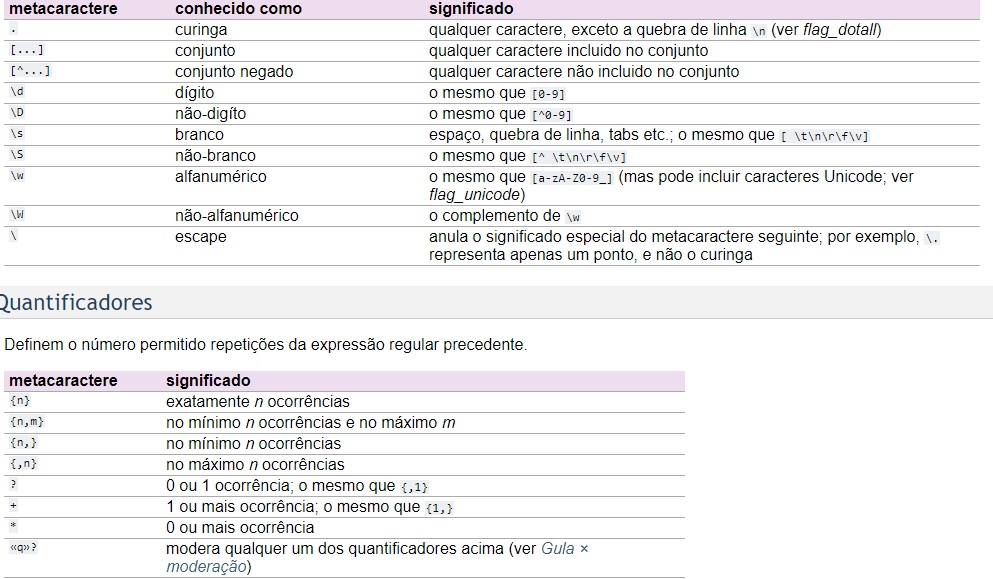 metacaractere conhecido como significado
. curinga qualquer caractere, exceto a quebra de linha \n (ver flag_dotall)
[...] conjunto qualquer caractere incluido no conjunto
[^...] conjunto negado qualquer caractere não incluido no conjunto
\d dígito o mesmo que [0-9]
\D não-digíto o mesmo que [^0-9]
\s branco espaço, quebra de linha, tabs etc.; o mesmo que [ \t\n\r\f\v]
\S não-branco o mesmo que [^ \t\n\r\f\v]
\w alfanumérico o mesmo que [a-zA-Z0-9_] (mas pode incluir caracteres Unicode; ver
flag_unicode)
\W não-alfanumérico o complemento de \w
\ escape anula o significado especial do metacaractere seguinte; por exemplo, \.
representa apenas um ponto, e não o curinga
Quantificadores
Definem o número permitido repetições da expressão regular precedente.
metacaractere significado
{n} exatamente n ocorrências
{n,m} no mínimo n ocorrências e no máximo m
{n,} no mínimo n ocorrências
{,n} no máximo n ocorrências
? 0 ou 1 ocorrência; o mesmo que {,1}
+ 1 ou mais ocorrência; o mesmo que {1,}
* 0 ou mais ocorrência
«q»? modera qualquer um dos quantificadores acima (ver Gula ×
moderação)